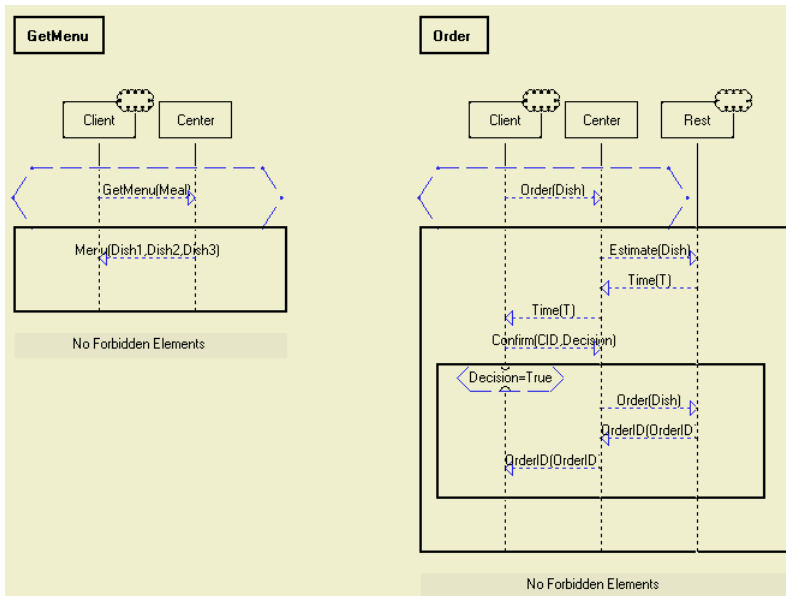 GetMenu
Client
Center
GetMenu(Meal)
Menu(Dish1,Dish2,Dish3)
No Forbidden Elements
Order
Client
Center
Rest
Order(Dish)
Estimate(Dish)
Time(T)
Time(T)
Confirm(CID,Decision)
Decision=True
Order(Dish)
OrderID(OrderID
OrderID(OrderID
No Forbidden Elements